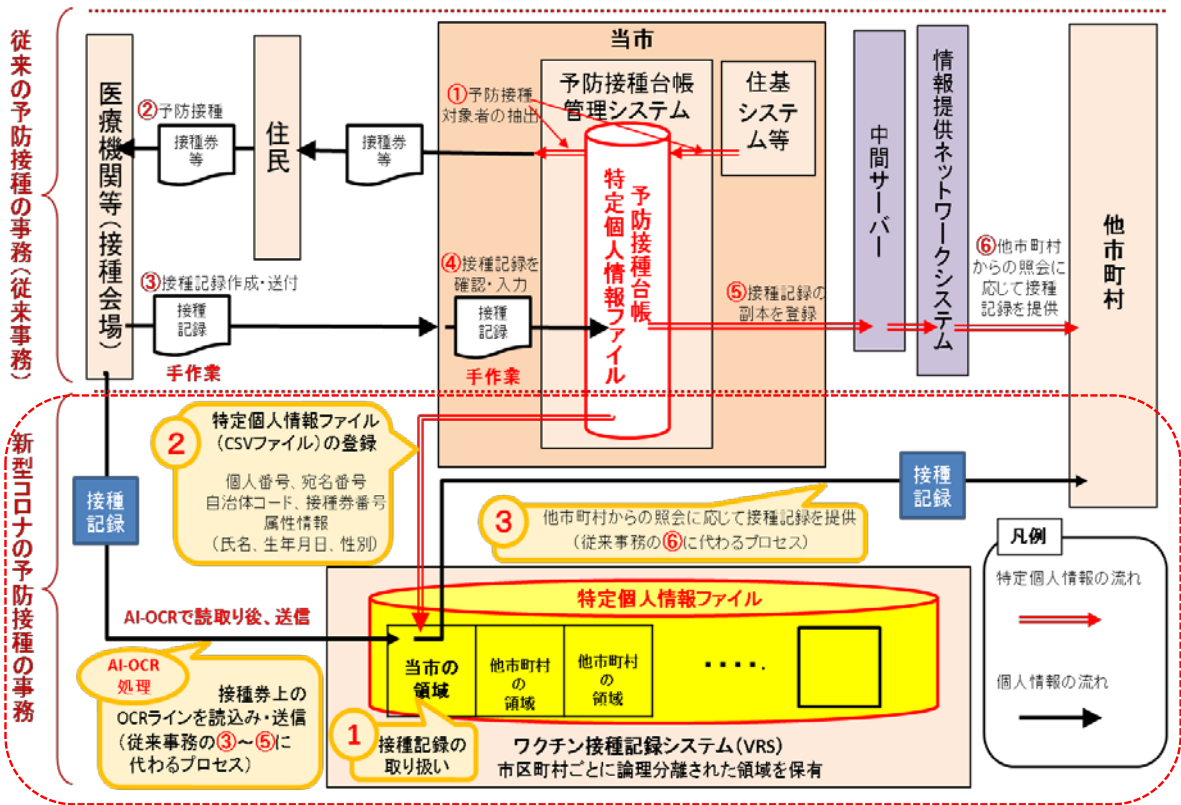 従来の予防接種の事務(従来事務)
医療機関等(接種会場)
②予防接種
接種券
等
住民
接種券
等
当市
①予防接種
対象者の抽出
予防接種台帳
管理システム
住基
システ
ム等
予防接種台帳
特定個人情報ファイル
中間サーバー
情報提供ネットワークシステム
他市町村
③接種記録作成・送付
接種
記録
手作業
④接種記録を
確認・入力
接種
記録
手作業
⑤接種記録の
副本を登録
⑥他市町村
からの照会に
応じて接種
記録を提供
新型コロナの予防接種の事務
接種
記録
2
特定個人情報ファイル
(CSVファイル)の登録
個人番号、宛名番号
自治体コード、接種券番号
属性情報
(氏名、生年月日、性別)
接種
記録
3
他市町村からの照会に応じて接種記録を提供
(従来事務の⑥に代わるプロセス)
凡例
特定個人情報の流れ
個人情報の流れ
AI-OCRで読取り後、送信
AI-OCR
処理
接種券上の
OCRラインを読込み・送信
(従来事務の③～⑤に
代わるプロセス)
特定個人情報ファイル
当市の
領域
他市町村
の
領域
他市町村
の
領域
・・・・.
1
接種記録の
取り扱い
ワクチン接種記録システム(VRS)
市区町村ごとに論理分離された領域を保有